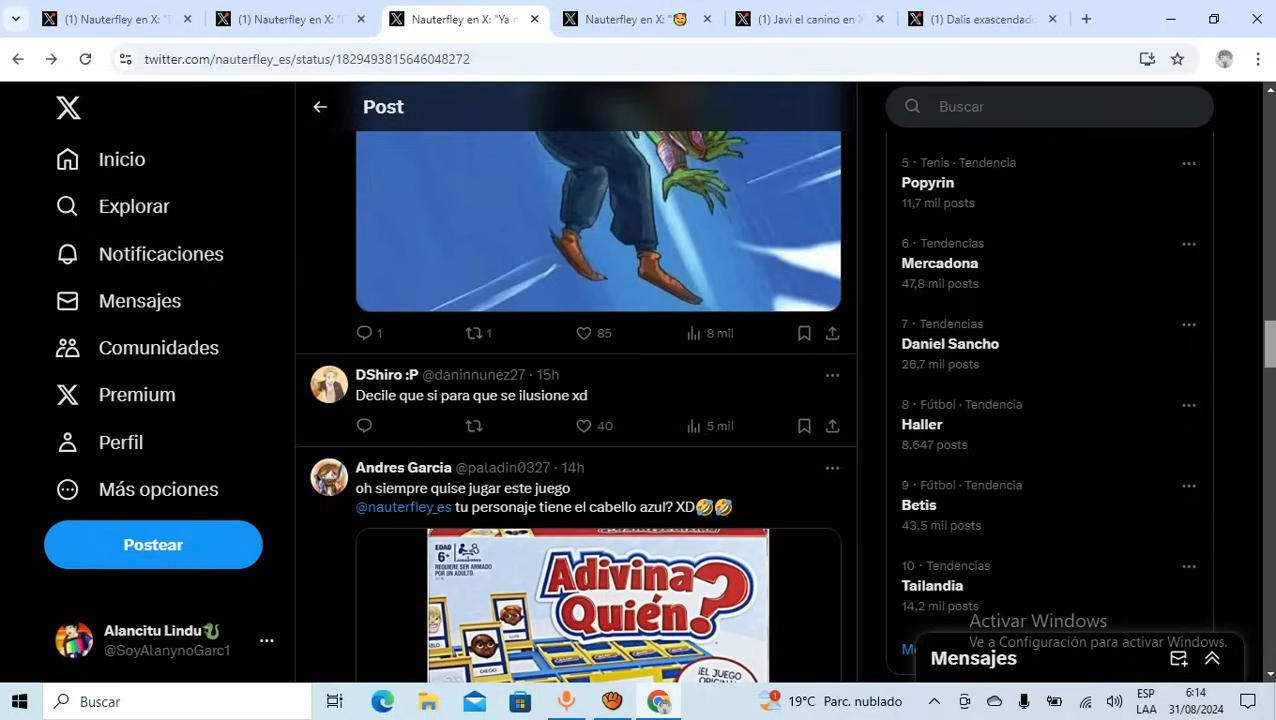 (1) Nauterfley en X: "D
(1) Nauterfley en X: "D
Nauterfley en X: "Ya n
Nauterfley en X: "🥰
(1) Javi el canino en X
(1) Dalis exascendad
twitter.com/nauterfley_es/status/1829493815646048272
Inicio
Explorar
Notificaciones
Mensajes
Comunidades
Premium
Perfil
Más opciones
Postear
Alancitu Lindu🐉
@SoyAlanynoGarc1
Post
1
1
85
8 mil
DShiro :P @daninnunez27 · 15h
Decile que si para que se ilusione xd
40
5 mil
Andres Garcia @paladin0327 · 14h
oh siempre quise jugar este juego
@nauterfley_es tu personaje tiene el cabello azul? XD🤣🤣
EDAD
6+
REQUIERE SER ARMADO
POR UN ADULTO.
Adivina
Quién?
DIEGO
¡EL JUEGO
ORIGINAL
Buscar
5 · Tenis · Tendencia
Popyrin
11,7 mil posts
6 · Tendencias
Mercadona
47,8 mil posts
7 · Tendencias
Daniel Sancho
26,7 mil posts
8 · Fútbol · Tendencia
Haller
8.647 posts
9 · Fútbol · Tendencia
Betis
43,5 mil posts
10 · Tendencias
Tailandia
14,2 mil posts
Activar Windows
Ve a Configuración para activar Windows.
Mensajes
Buscar
1
19°C Parc. nublado
ESP
LAA
6:14
31/08/2024